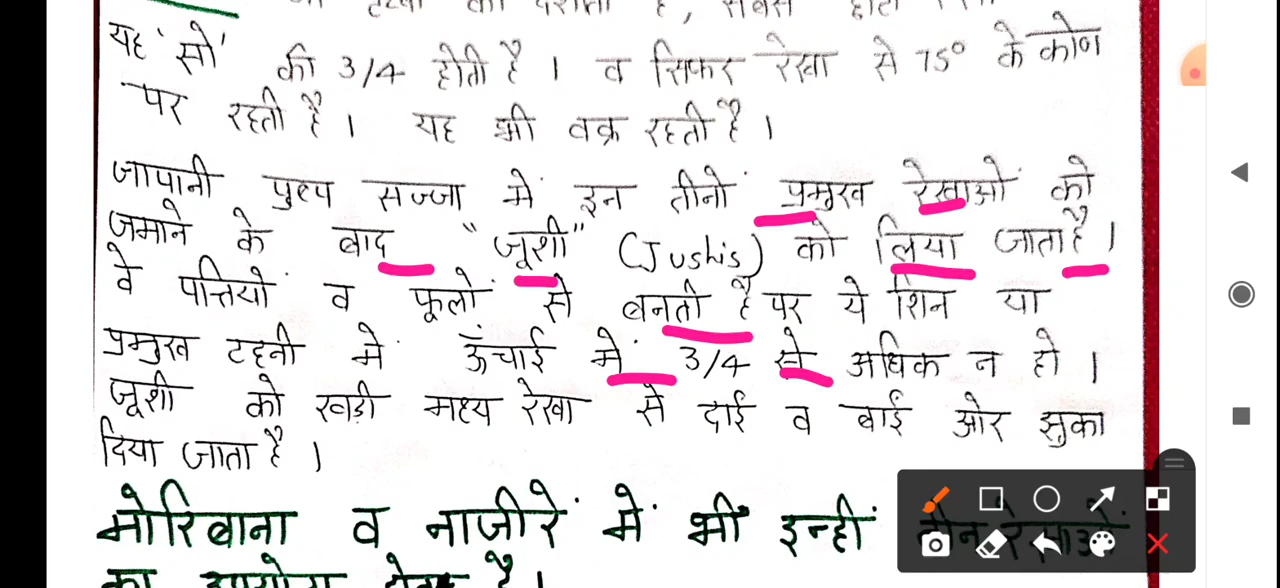 यह 'सो' की 3/4 होती है । व सिफर रेखा से 75° के कोण
पर रहती है । यह भी वक्र रहती है ।
जापानी पुष्प सज्जा में इन तीनों प्रमुख रेखाओं को
जमाने के बाद "जूशी" (Jushis) को लिया जाता है ।
वे पत्तियों व फूलों से बनती है पर ये शिन या
प्रमुख टहनी में ऊँचाई में 3/4 से अधिक न हो ।
जूशी को खड़ी मध्य रेखा से दाईं व बाईं ओर झुका
दिया जाता है ।
मोरिबाना व नाजीरें में भी इन्हीं तीन रेखाओं
का है ।